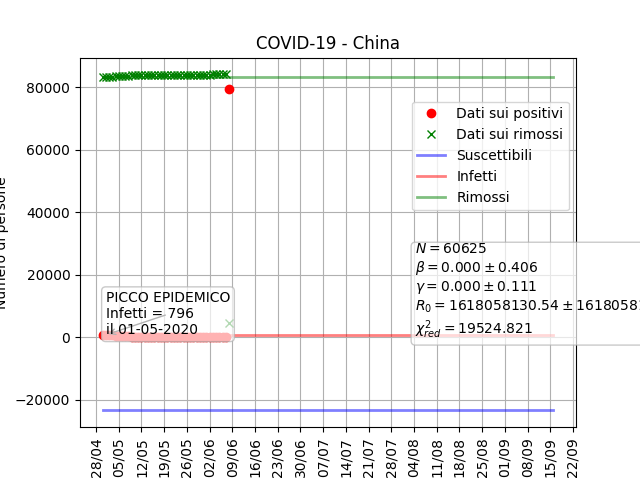 COVID-19 - China
Numero di persone
80000
60000
40000
20000
0
−20000
Dati sui positivi
Dati sui rimossi
Suscettibili
Infetti
Rimossi
N = 60625
β = 0.000 ± 0.406
γ = 0.000 ± 0.111
R₀ = 1618058130.54 ± 1618058
χ²red = 19524.821
PICCO EPIDEMICO
Infetti = 796
il 01-05-2020
28/04 05/05 12/05 19/05 26/05 02/06 09/06 16/06 23/06 30/06 07/07 14/07 21/07 28/07 04/08 11/08 18/08 25/08 01/09 08/09 15/09 22/09